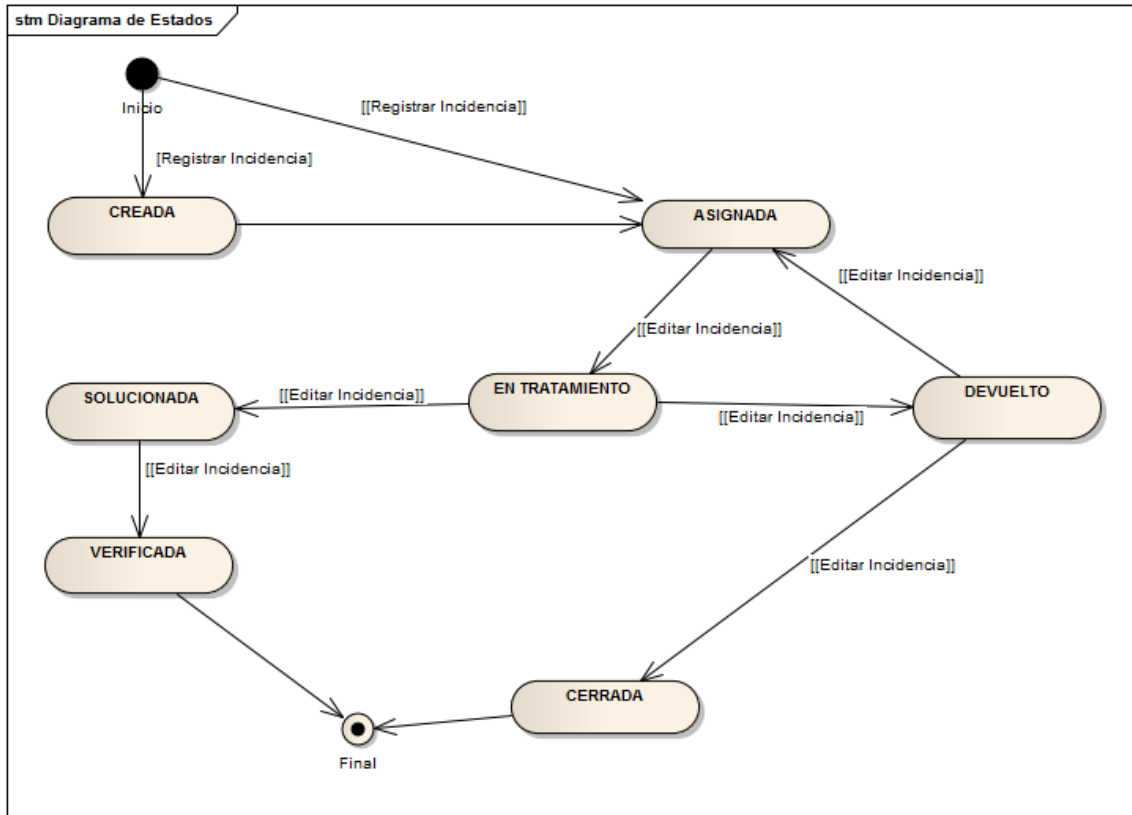 stm Diagrama de Estados
Inicio
[[Registrar Incidencia]]
[Registrar Incidencia]
CREADA
ASIGNADA
[[Editar Incidencia]]
[[Editar Incidencia]]
SOLUCIONADA
[[Editar Incidencia]]
EN TRATAMIENTO
[[Editar Incidencia]]
DEVUELTO
[[Editar Incidencia]]
VERIFICADA
[[Editar Incidencia]]
CERRADA
Final